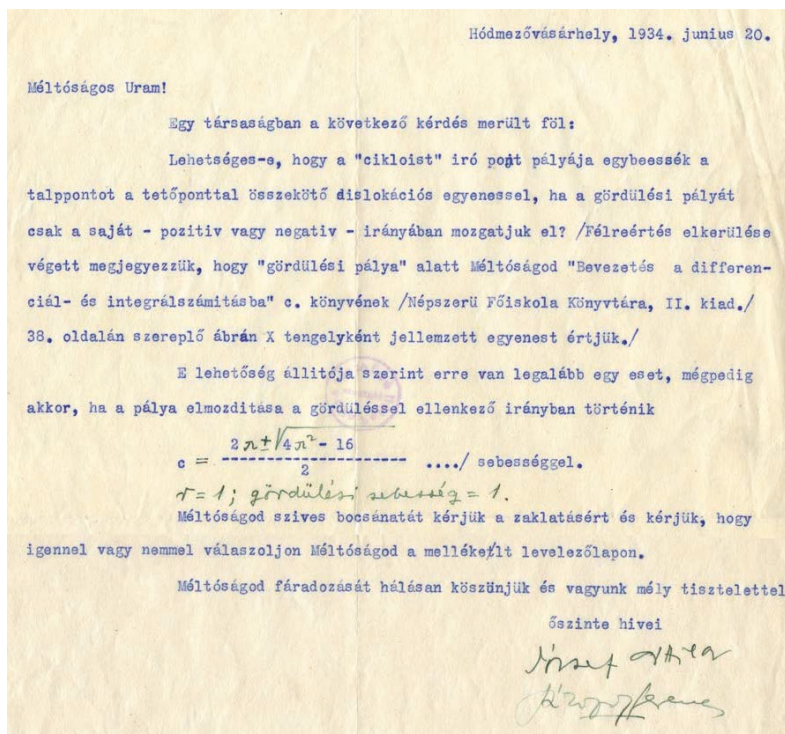 Hódmezővásárhely, 1934. junius 20.
Méltóságos Uram!
Egy társaságban a következő kérdés merült föl:
Lehetséges-e, hogy a "cikloist" iró pont pályája egybeessék a
talppontot a tetőponttal összekötő dislokációs egyenessel, ha a gördülési pályát
csak a saját - pozitiv vagy negativ - irányában mozgatjuk el? /Félreértés elkerülése
végett megjegyezzük, hogy "gördülési pálya" alatt Méltóságod "Bevezetés a differen-
ciál- és integrálszámitásba" c. könyvének /Népszerű Főiskola Könyvtára, II. kiad./
38. oldalán szereplő ábrán X tengelyként jellemzett egyenest értjük./
E lehetőség állitója szerint erre van legalább egy eset, mégpedig
akkor, ha a pálya elmozditása a gördüléssel ellenkező irányban történik
c = (2π±√4π²- 16)/2 ..../ sebességgel.
r=1; gördülési sebesség = 1.
Méltóságod szives bocsánatát kérjük a zaklatásért és kérjük, hogy
igennel vagy nemmel válaszoljon Méltóságod a mellékelt levelezőlapon.
Méltóságod fáradozását hálásan köszönjük és vagyunk mély tisztelettel
őszinte hivei
József Attila
Ferenc